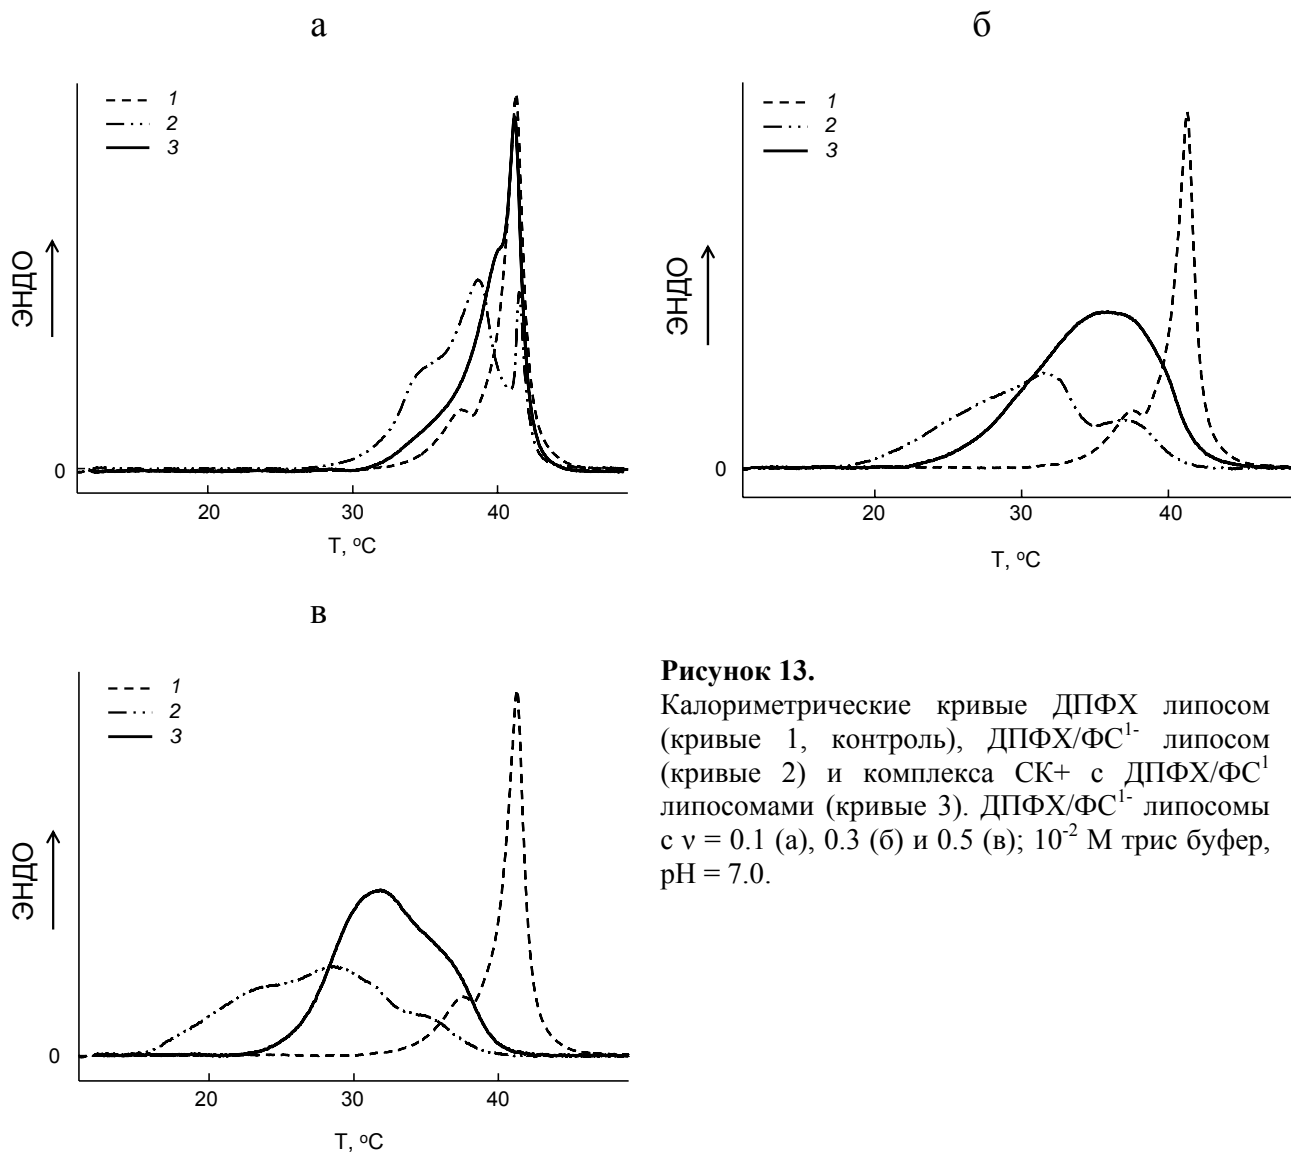 а
1
2
3
ЭНДО
0
20 30 40
T, °C
б
1
2
3
ЭНДО
0
20 30 40
T, °C
в
1
2
3
ЭНДО
0
20 30 40
T, °C
Рисунок 13.
Калориметрические кривые ДПФХ липосом
(кривые 1, контроль), ДПФХ/ФС¹⁻ липосом
(кривые 2) и комплекса СК+ с ДПФХ/ФС¹
липосомами (кривые 3). ДПФХ/ФС¹⁻ липосомы
с ν = 0.1 (а), 0.3 (б) и 0.5 (в); 10⁻² М трис буфер,
pH = 7.0.